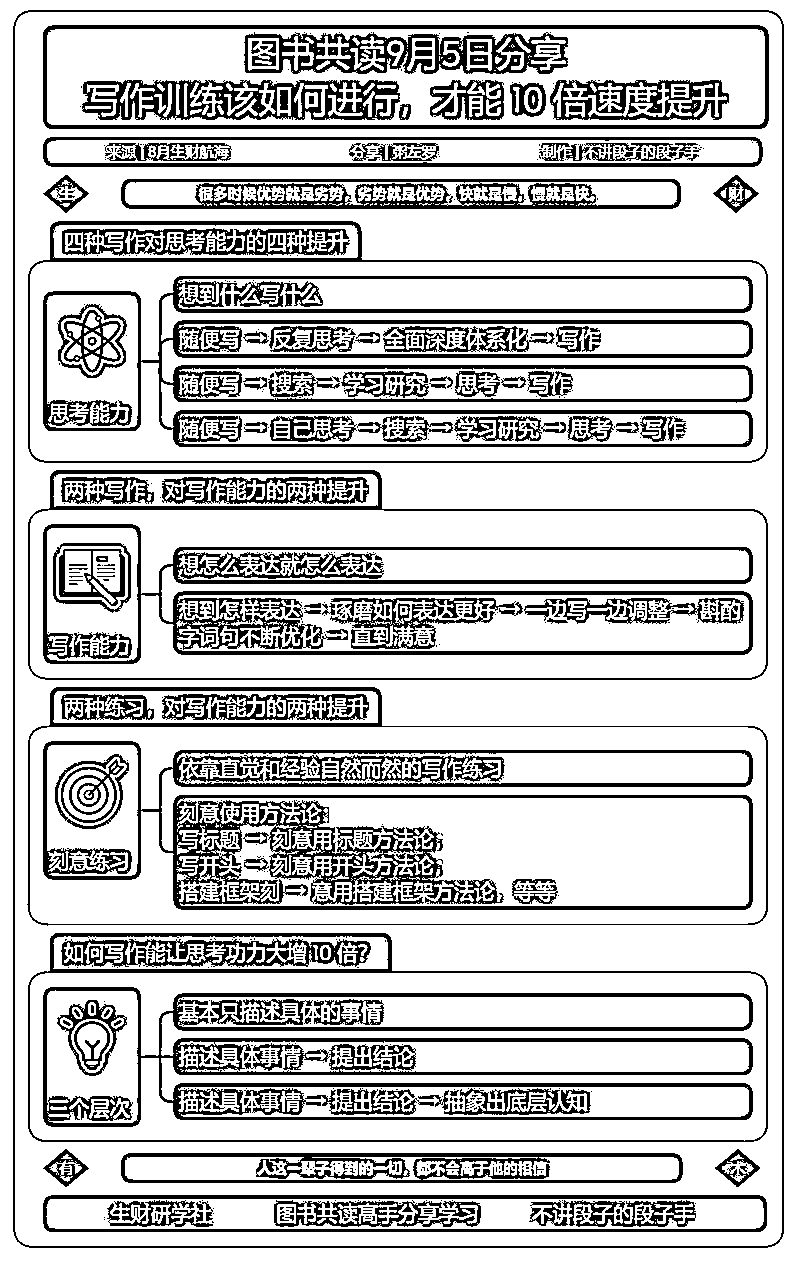 图书共读9月5日分享
写作训练该如何进行，才能 10 倍速度提升
来源 | 8月生财航海 分享 | 张左罗 制作 | 不讲段子的段子手
生 很多时候优势就是劣势，劣势就是优势，快就是慢，慢就是快。 财
四种写作对思考能力的四种提升
思考能力
想到什么写什么
随便写 → 反复思考 → 全面深度体系化 → 写作
随便写 → 搜索 → 学习研究 → 思考 → 写作
随便写 → 自己思考 → 搜索 → 学习研究 → 思考 → 写作
两种写作，对写作能力的两种提升
写作能力
想怎么表达就怎么表达
想到怎样表达 → 琢磨如何表达更好 → 一边写一边调整 → 斟酌
字词句不断优化 → 直到满意
两种练习，对写作能力的两种提升
刻意练习
依靠直觉和经验自然而然的写作练习
刻意使用方法论；
写标题 → 刻意用标题方法论；
写开头 → 刻意用开头方法论；
搭建框架刻 → 意用搭建框架方法论，等等
如何写作能让思考功力大增 10 倍？
三个层次
基本只描述具体的事情
描述具体事情 → 提出结论
描述具体事情 → 提出结论 → 抽象出底层认知
有 人这一辈子得到的一切，都不会高于他的相信 术
生财研学社 图书共读高手分享学习 不讲段子的段子手